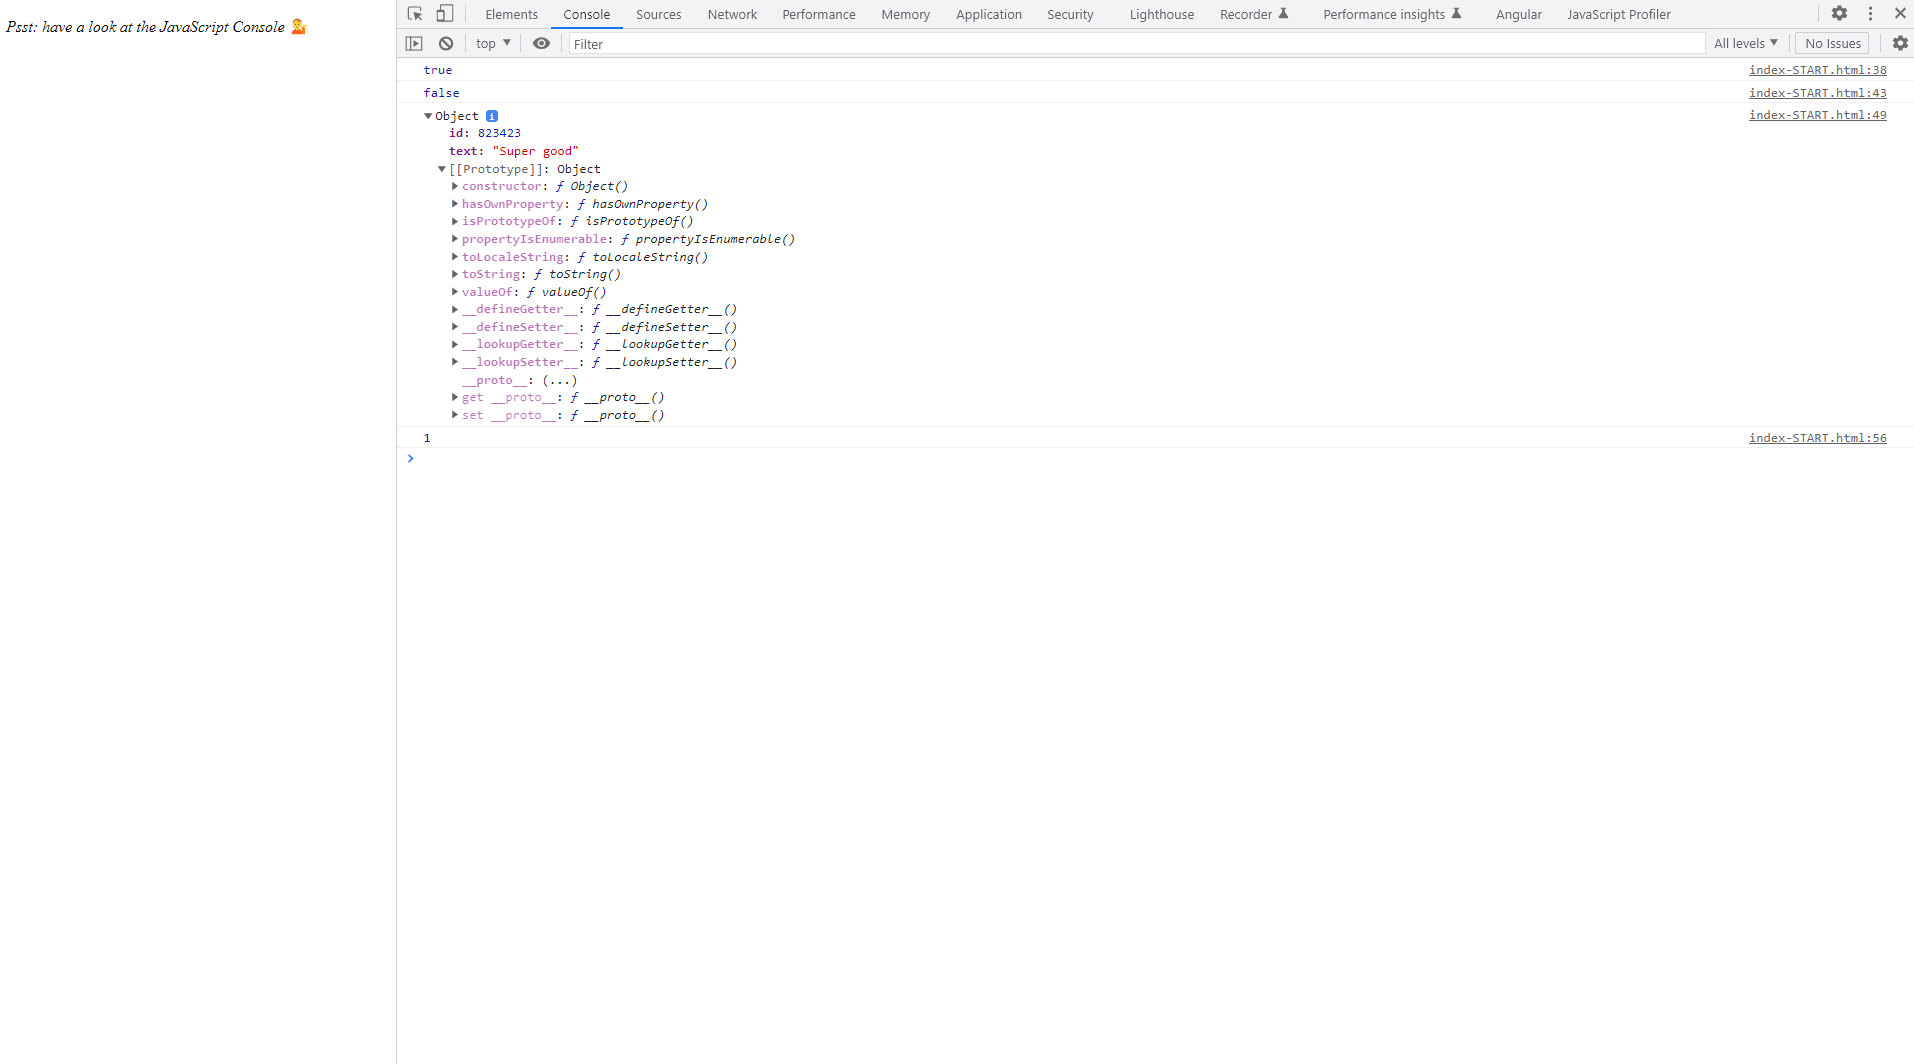 Psst: have a look at the JavaScript Console 💁
Elements Console Sources Network Performance Memory Application Security Lighthouse Recorder Performance insights Angular JavaScript Profiler
top Filter All levels No Issues
true index-START.html:38
false index-START.html:43
Object i index-START.html:49
id: 823423
text: "Super good"
[[Prototype]]: Object
constructor: ƒ Object()
hasOwnProperty: ƒ hasOwnProperty()
isPrototypeOf: ƒ isPrototypeOf()
propertyIsEnumerable: ƒ propertyIsEnumerable()
toLocaleString: ƒ toLocaleString()
toString: ƒ toString()
valueOf: ƒ valueOf()
__defineGetter__: ƒ __defineGetter__()
__defineSetter__: ƒ __defineSetter__()
__lookupGetter__: ƒ __lookupGetter__()
__lookupSetter__: ƒ __lookupSetter__()
__proto__: (...)
get __proto__: ƒ __proto__()
set __proto__: ƒ __proto__()
1 index-START.html:56